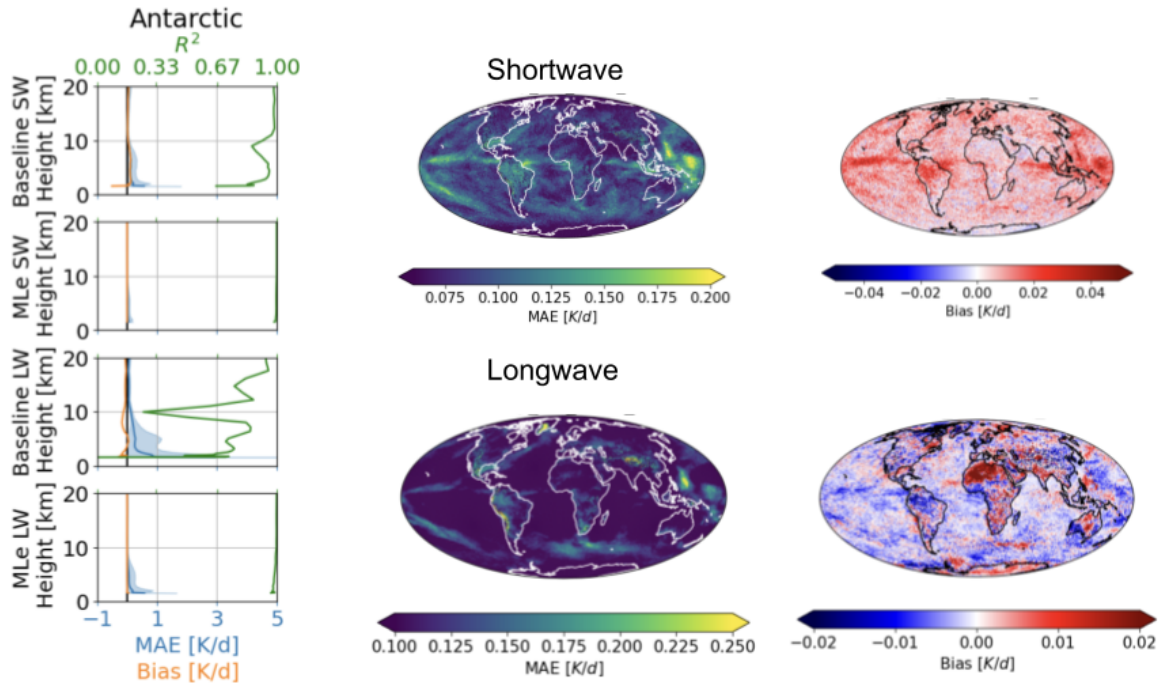 Antarctic
R²
0.00 0.33 0.67 1.00
Baseline SW
Height [km]
20
10
0
MLe SW
Height [km]
20
10
0
Baseline LW
Height [km]
20
10
0
MLe LW
Height [km]
20
10
0
−1 1 3 5
MAE [K/d]
Bias [K/d]
Shortwave
0.075 0.100 0.125 0.150 0.175 0.200
MAE [K/d]
−0.04 −0.02 0.00 0.02 0.04
Bias [K/d]
Longwave
0.100 0.125 0.150 0.175 0.200 0.225 0.250
MAE [K/d]
−0.02 −0.01 0.00 0.01 0.02
Bias [K/d]